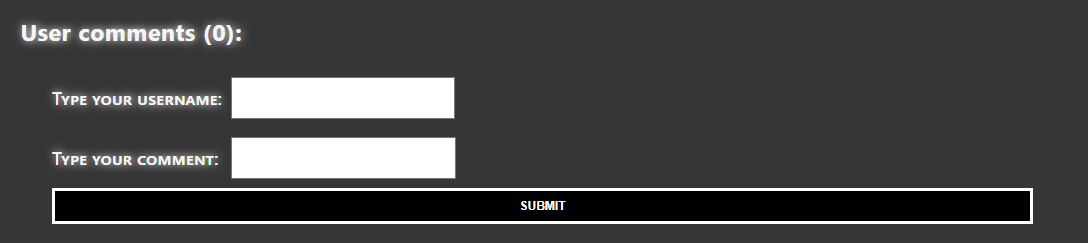 User comments (0):
Type your username:
Type your comment:
SUBMIT